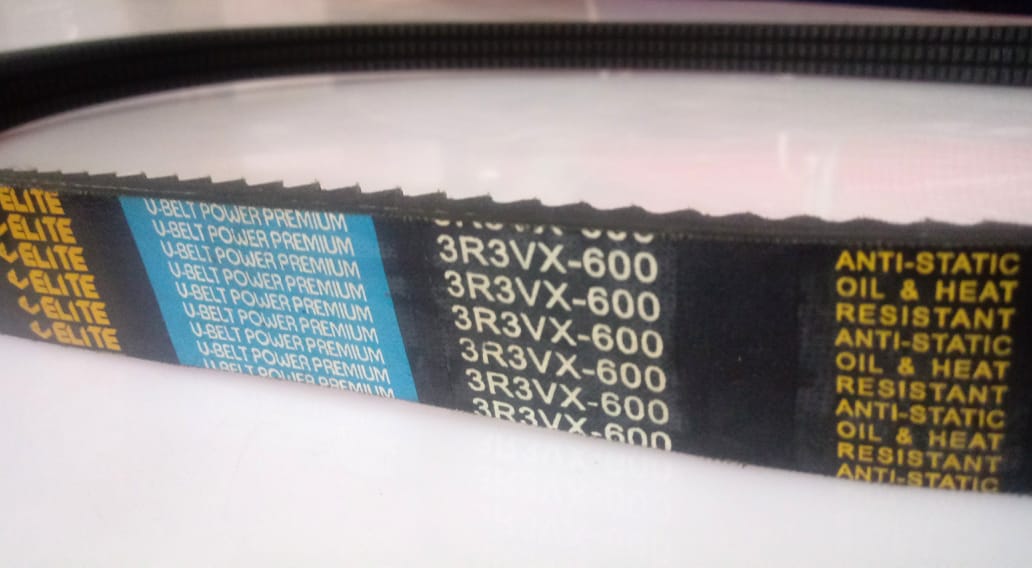 ELITE
ELITE
ELITE
ELITE
ELITE
ELITE
V-BELT POWER PREMIUM
V-BELT POWER PREMIUM
V-BELT POWER PREMIUM
V-BELT POWER PREMIUM
V-BELT POWER PREMIUM
V-BELT POWER PREMIUM
V-BELT POWER PREMIUM
V-BELT POWER PREMIUM
V-BELT POWER PREMIUM
3R3VX-600
3R3VX-600
3R3VX-600
3R3VX-600
3R3VX-600
3R3VX-600
3R3VX-600
ANTI-STATIC
OIL & HEAT
RESISTANT
ANTI-STATIC
OIL & HEAT
RESISTANT
ANTI-STATIC
OIL & HEAT
RESISTANT
ANTI-STATIC